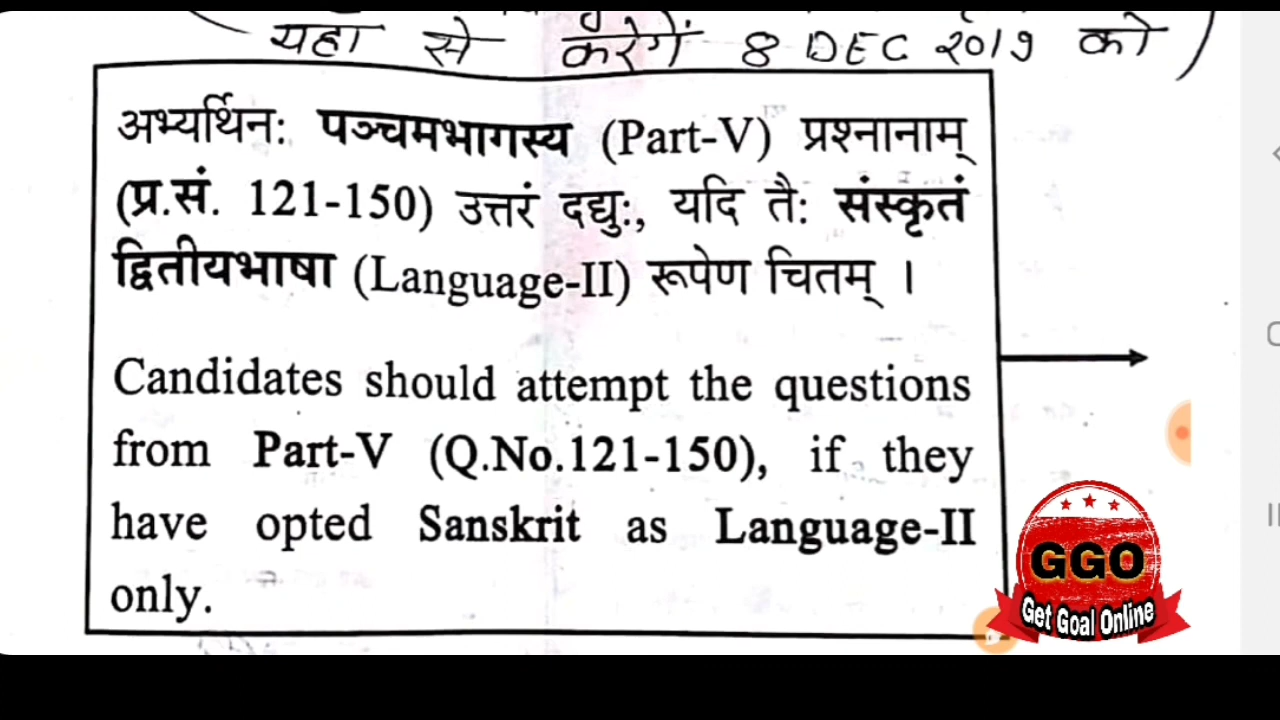 यहा से करेगें 8 DEC २०19 को )
अभ्यर्थिनः पञ्चमभागस्य (Part-V) प्रश्नानाम्
(प्र.सं. 121-150) उत्तरं दद्युः, यदि तैः संस्कृतं
द्वितीयभाषा (Language-II) रूपेण चितम् ।
Candidates should attempt the questions
from Part-V (Q.No.121-150), if they
have opted Sanskrit as Language-II
only.
GGO
Get Goal Online